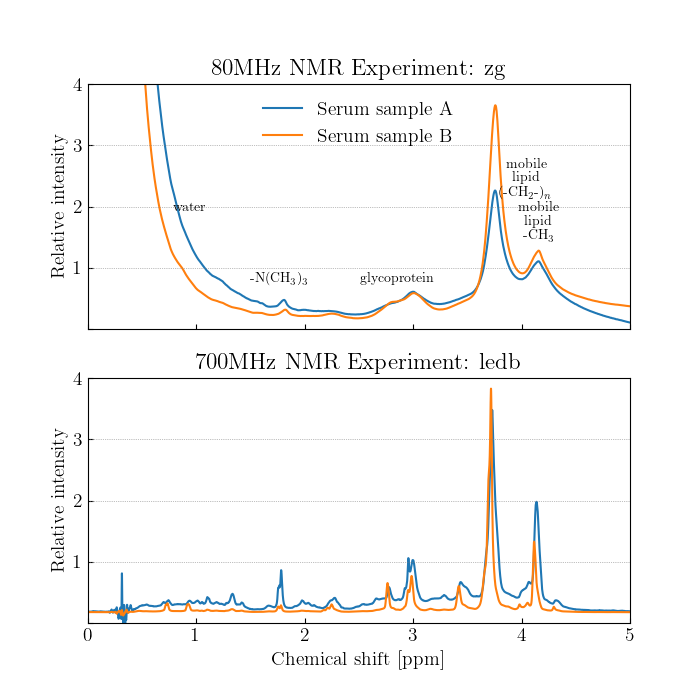 80MHz NMR Experiment: zg
4
3
2
1
Relative intensity
Serum sample A
Serum sample B
water
-N(CH₃)₃
glycoprotein
mobile
lipid
(-CH₂-)ₙ
mobile
lipid
-CH₃
700MHz NMR Experiment: ledb
4
3
2
1
Relative intensity
0 1 2 3 4 5
Chemical shift [ppm]